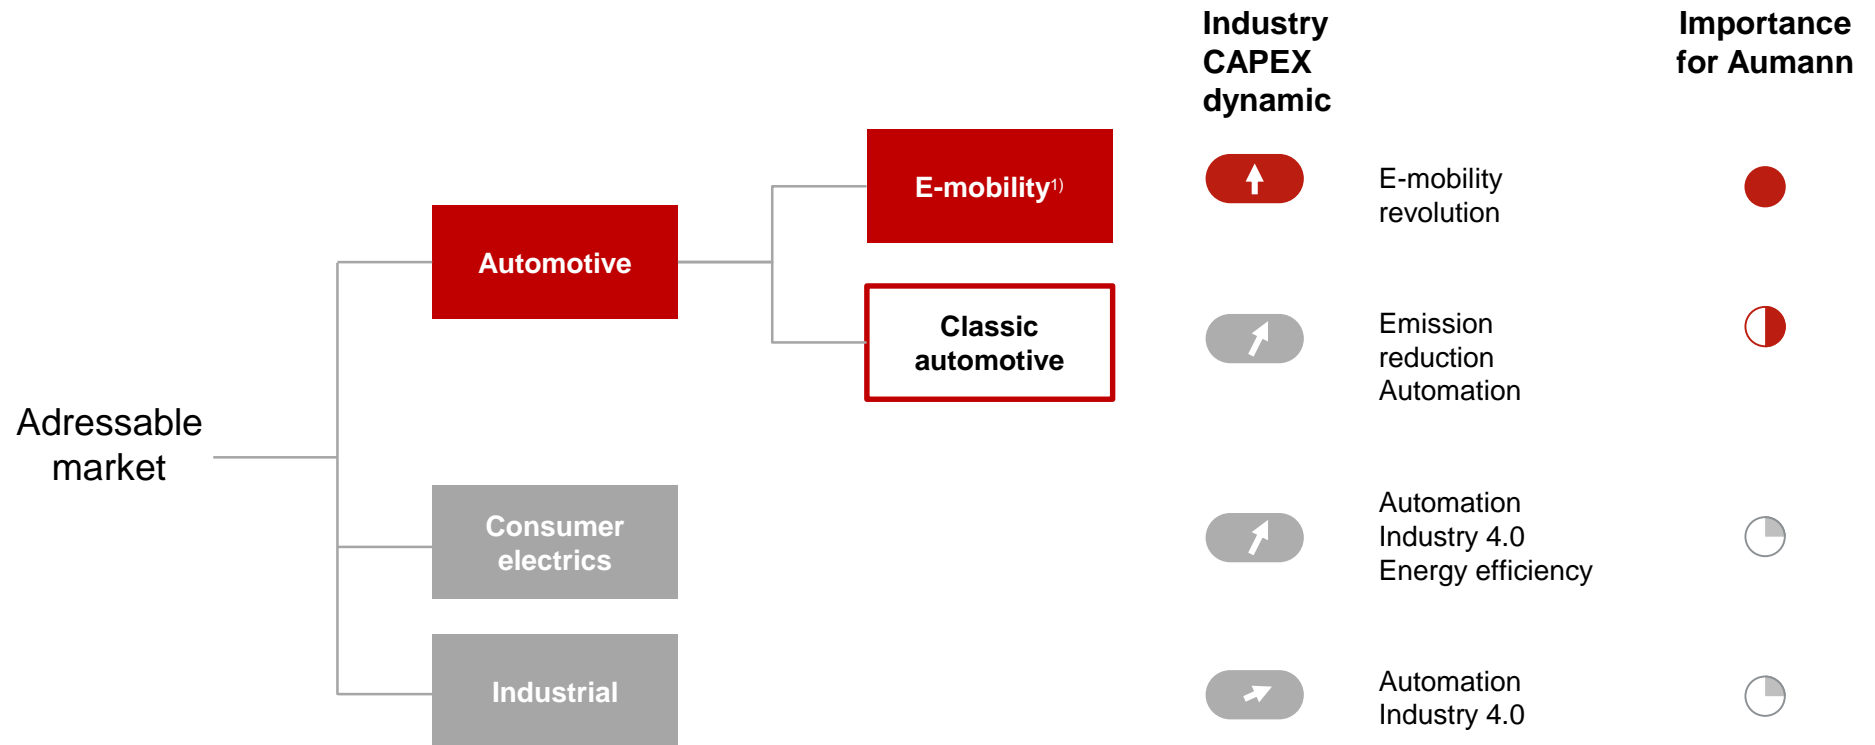 Industry
CAPEX
dynamic
Importance
for Aumann
E-mobility1)
E-mobility
revolution
Automotive
Classic
automotive
Emission
reduction
Automation
Adressable
market
Consumer
electrics
Automation
Industry 4.0
Energy efficiency
Industrial
Automation
Industry 4.0